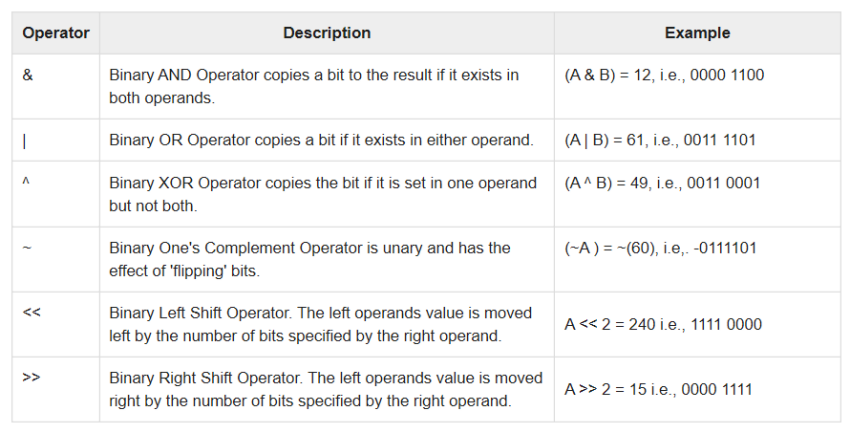 Operator Description Example
& Binary AND Operator copies a bit to the result if it exists in (A & B) = 12, i.e., 0000 1100
both operands.
| Binary OR Operator copies a bit if it exists in either operand. (A | B) = 61, i.e., 0011 1101
^ Binary XOR Operator copies the bit if it is set in one operand (A ^ B) = 49, i.e., 0011 0001
but not both.
~ Binary One's Complement Operator is unary and has the (~A ) = ~(60), i.e,. -0111101
effect of 'flipping' bits.
<< Binary Left Shift Operator. The left operands value is moved A << 2 = 240 i.e., 1111 0000
left by the number of bits specified by the right operand.
>> Binary Right Shift Operator. The left operands value is moved A >> 2 = 15 i.e., 0000 1111
right by the number of bits specified by the right operand.